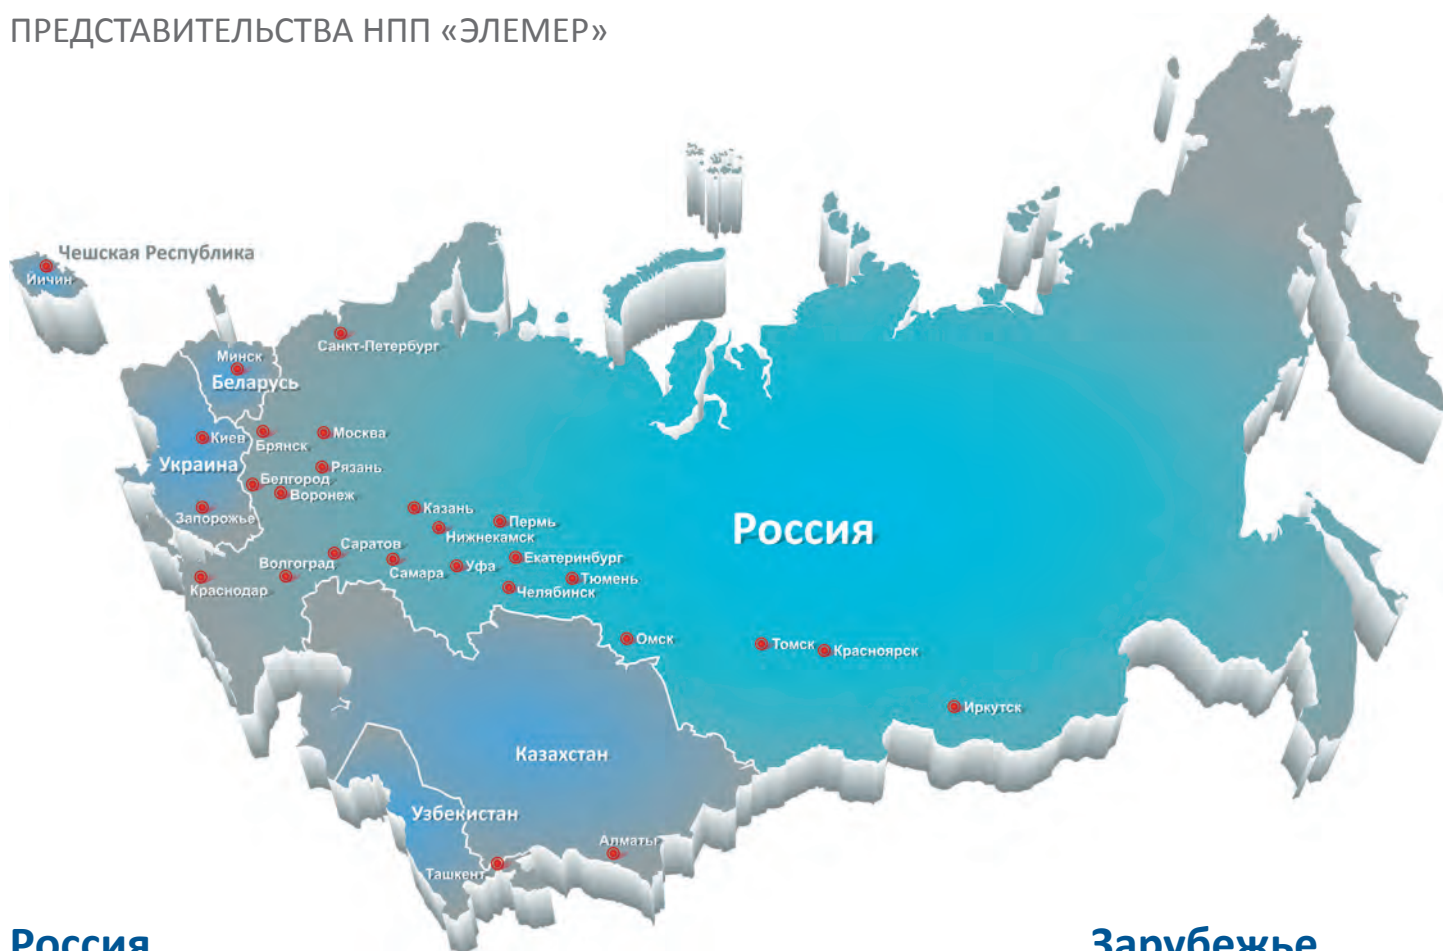 ПРЕДСТАВИТЕЛЬСТВА НПП «ЭЛЕМЕР»
Чешская Республика
Йичин
Санкт-Петербург
Минск
Беларусь
Киев
Брянск
Москва
Украина
Рязань
Белгород
Воронеж
Запорожье
Казань
Пермь
Нижнекамск
Россия
Саратов
Екатеринбург
Волгоград
Самара
Уфа
Тюмень
Краснодар
Челябинск
Омск
Томск
Красноярск
Иркутск
Казахстан
Узбекистан
Алматы
Ташкент
Россия
Зарубежье